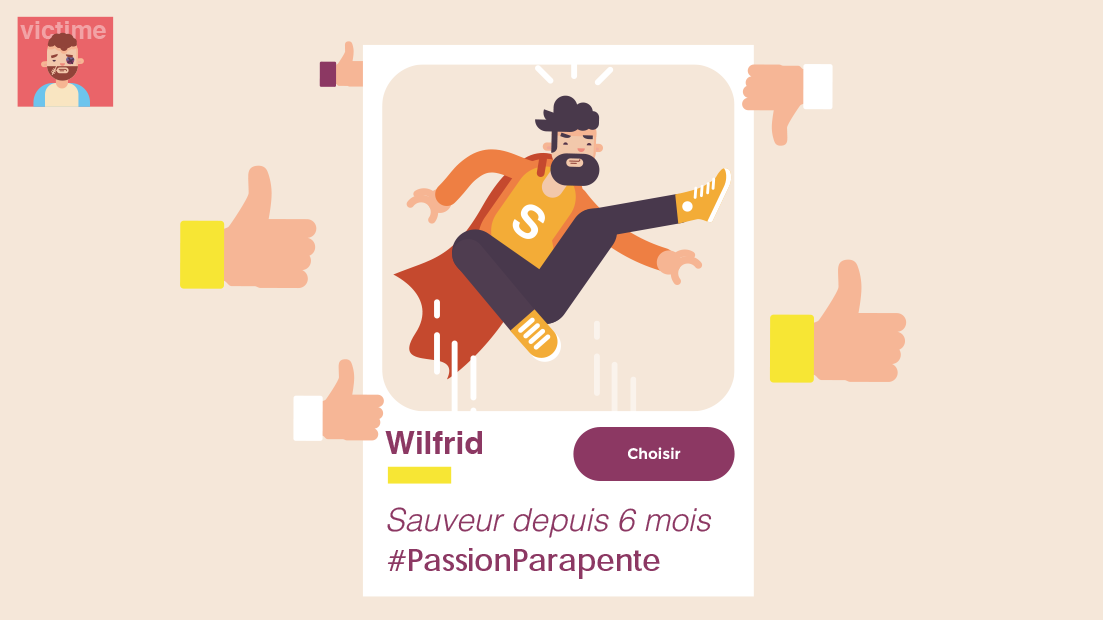 victime
S
Wilfrid
Choisir
Sauveur depuis 6 mois
#PassionParapente